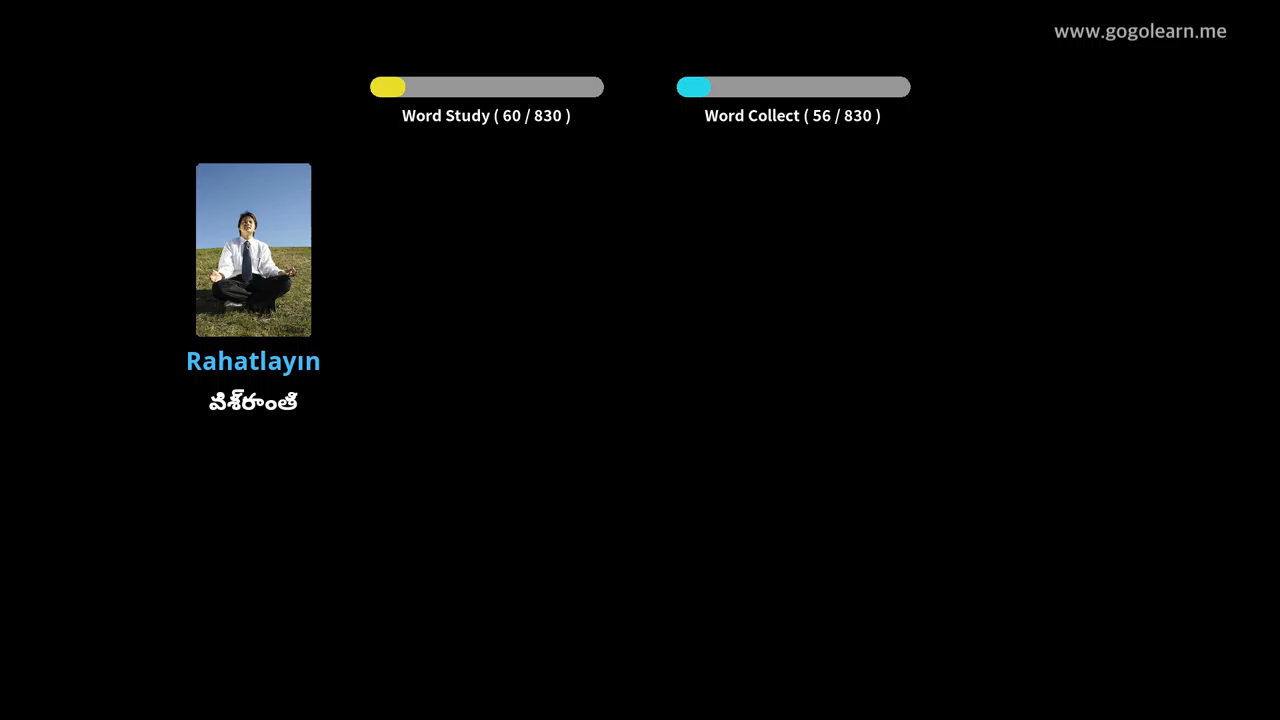 www.gogolearn.me
Word Study ( 60 / 830 )
Word Collect ( 56 / 830 )
Rahatlayın
విశ్రాంతి